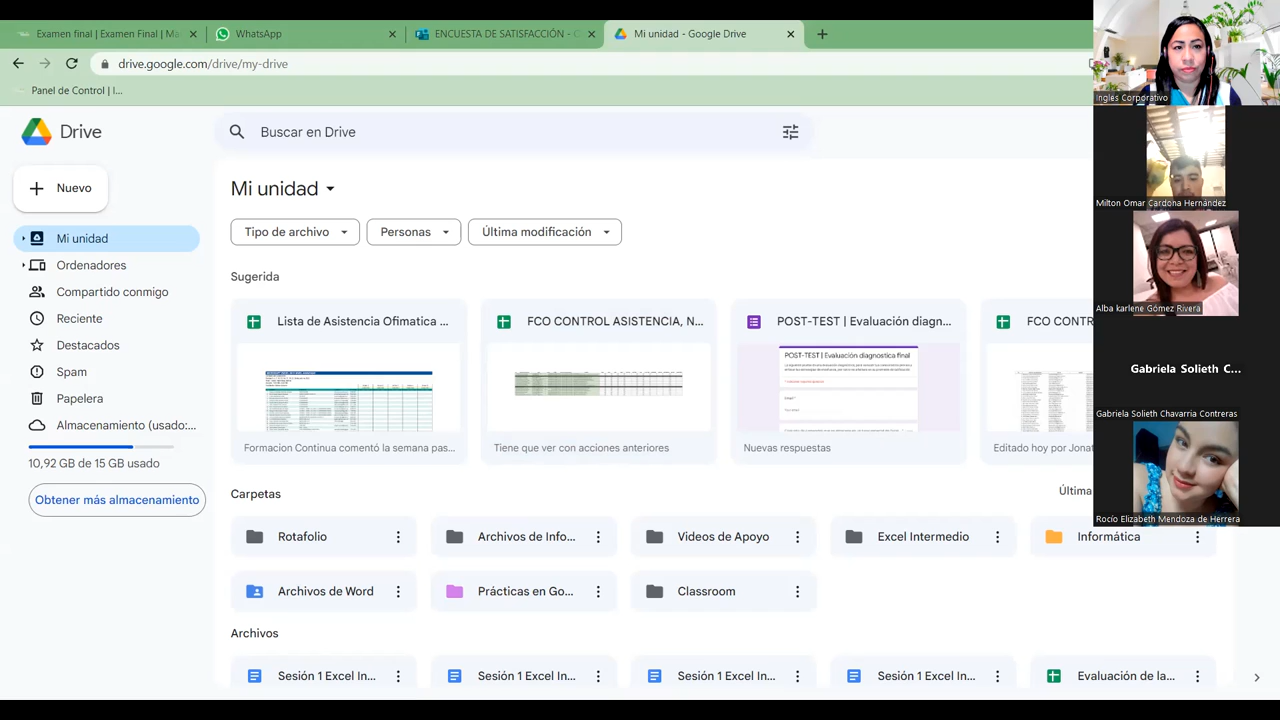 Examen final | Examen Final | Ma
WhatsApp
ENCUESTA DE SATISFACCIÓN - C
Mi unidad - Google Drive
drive.google.com/drive/my-drive
Panel de Control | I...
Drive
Buscar en Drive
Nuevo
Mi unidad
Ordenadores
Compartido conmigo
Reciente
Destacados
Spam
Papelera
Almacenamiento (usado:...
10,92 GB de 15 GB usado
Obtener más almacenamiento
Mi unidad
Tipo de archivo
Personas
Última modificación
Sugerida
Lista de Asistencia Ofimatica ...
FCO CONTROL ASISTENCIA, N...
POST-TEST | Evaluación diagn...
FCO CONTR
POST-TEST | Evaluación diagnostica final
Formacion Continua comentó la semana pas...
Tiene que ver con acciones anteriores
Nuevas respuestas
Editado hoy por Jonat
Carpetas
Última
Rotafolio
Archivos de Info...
Videos de Apoyo
Excel Intermedio
Informática
Archivos de Word
Prácticas en Go...
Classroom
Archivos
Sesión 1 Excel In...
Sesión 1 Excel In...
Sesión 1 Excel In...
Sesión 1 Excel In...
Evaluación de la...
Ingles Corporativo
Milton Omar Cardona Hernández
Alba karlene Gómez Rivera
Gabriela Solieth C...
Gabriela Solieth Chavarria Contreras
Rocío Elizabeth Mendoza de Herrera